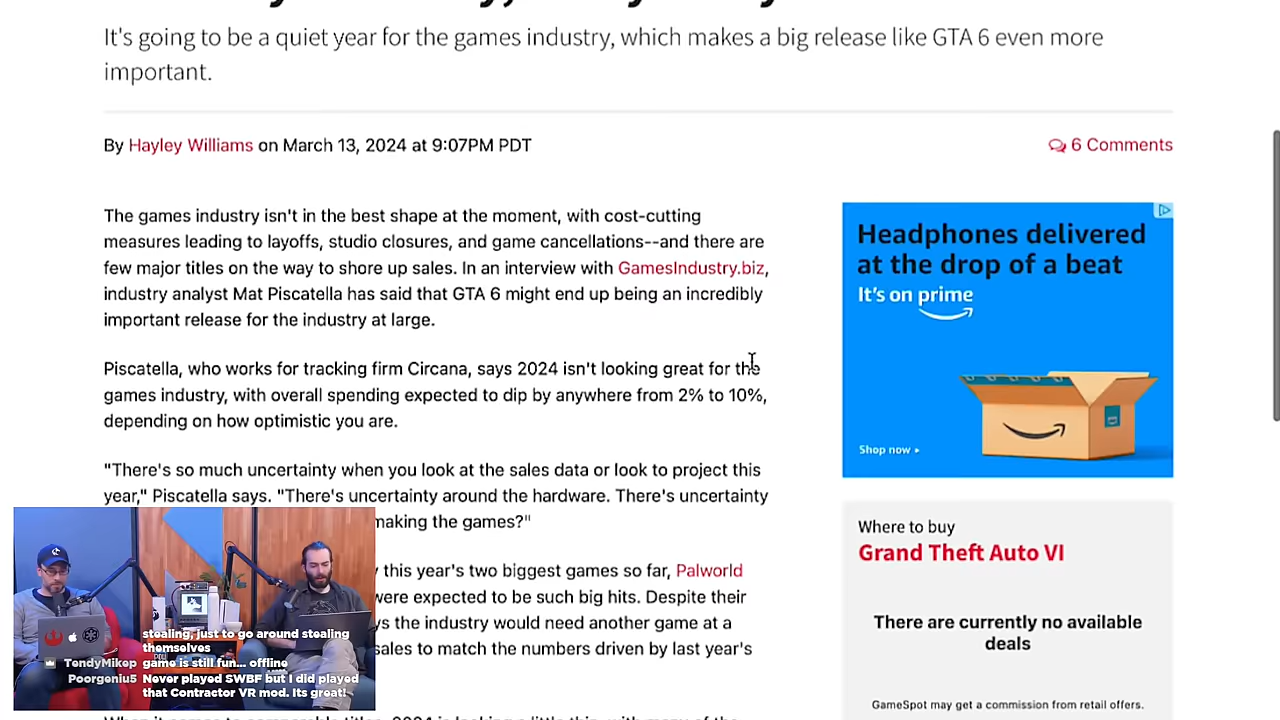 It's going to be a quiet year for the games industry, which makes a big release like GTA 6 even more
important.
By Hayley Williams on March 13, 2024 at 9:07PM PDT
6 Comments
The games industry isn't in the best shape at the moment, with cost-cutting
measures leading to layoffs, studio closures, and game cancellations--and there are
few major titles on the way to shore up sales. In an interview with GamesIndustry.biz,
industry analyst Mat Piscatella has said that GTA 6 might end up being an incredibly
important release for the industry at large.
Piscatella, who works for tracking firm Circana, says 2024 isn't looking great for the
games industry, with overall spending expected to dip by anywhere from 2% to 10%,
depending on how optimistic you are.
"There's so much uncertainty when you look at the sales data or look to project this
year," Piscatella says. "There's uncertainty around the hardware. There's uncertainty
making the games?"
this year's two biggest games so far, Palworld
were expected to be such big hits. Despite their
the industry would need another game at a
sales to match the numbers driven by last year's
Headphones delivered
at the drop of a beat
It's on prime
Shop now
Where to buy
Grand Theft Auto VI
There are currently no available
deals
GameSpot may get a commission from retail offers.
stealing, just to go around stealing
themselves
TendyMikep game is still fun... offline
Poorgenius Never played SWBF but I did played
that Contractor VR mod. Its great!